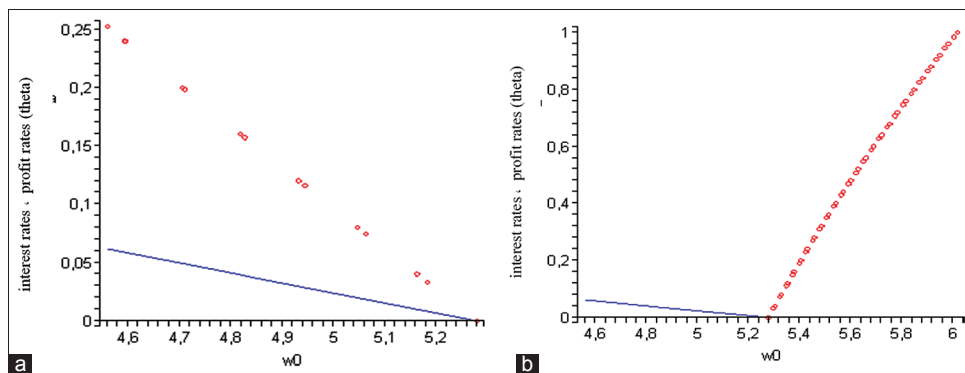 0,25
0,2
0,15
0,1
0,05
0
interest rates , profit rates (theta)
4,6 4,7 4,8 4,9 5 5,1 5,2
w0
a
1
0,8
0,6
0,4
0,2
0
interest rates , profit rates (theta)
4,6 4,8 5 5,2 5,4 5,6 5,8 6
w0
b